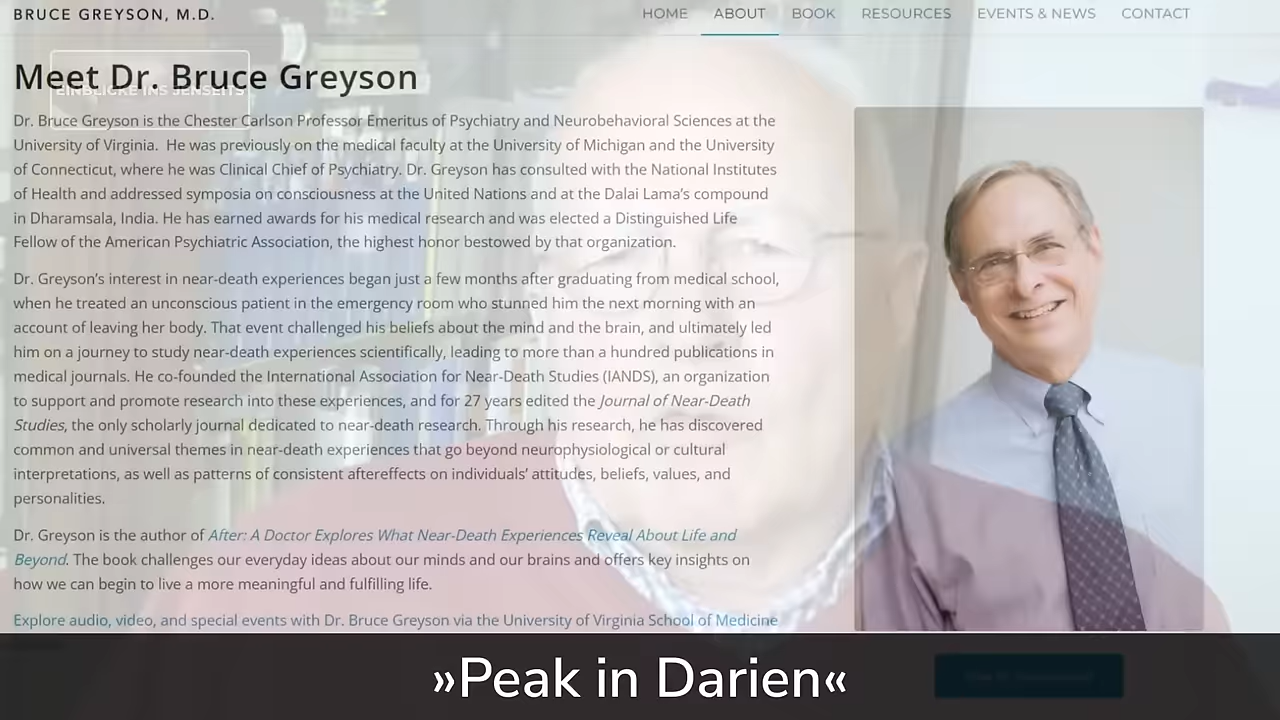 BRUCE GREYSON, M.D.
HOME ABOUT BOOK RESOURCES EVENTS & NEWS CONTACT
Meet Dr. Bruce Greyson
EINBLICKE INS JENSEITS
Dr. Bruce Greyson is the Chester Carlson Professor Emeritus of Psychiatry and Neurobehavioral Sciences at the
University of Virginia.  He was previously on the medical faculty at the University of Michigan and the University
of Connecticut, where he was Clinical Chief of Psychiatry. Dr. Greyson has consulted with the National Institutes
of Health and addressed symposia on consciousness at the United Nations and at the Dalai Lama’s compound
in Dharamsala, India. He has earned awards for his medical research and was elected a Distinguished Life
Fellow of the American Psychiatric Association, the highest honor bestowed by that organization.
Dr. Greyson’s interest in near-death experiences began just a few months after graduating from medical school,
when he treated an unconscious patient in the emergency room who stunned him the next morning with an
account of leaving her body. That event challenged his beliefs about the mind and the brain, and ultimately led
him on a journey to study near-death experiences scientifically, leading to more than a hundred publications in
medical journals. He co-founded the International Association for Near-Death Studies (IANDS), an organization
to support and promote research into these experiences, and for 27 years edited the Journal of Near-Death
Studies, the only scholarly journal dedicated to near-death research. Through his research, he has discovered
common and universal themes in near-death experiences that go beyond neurophysiological or cultural
interpretations, as well as patterns of consistent aftereffects on individuals’ attitudes, beliefs, values, and
personalities.
Dr. Greyson is the author of After: A Doctor Explores What Near-Death Experiences Reveal About Life and
Beyond. The book challenges our everyday ideas about our minds and our brains and offers key insights on
how we can begin to live a more meaningful and fulfilling life.
Explore audio, video, and special events with Dr. Bruce Greyson via the University of Virginia School of Medicine
»Peak in Darien«